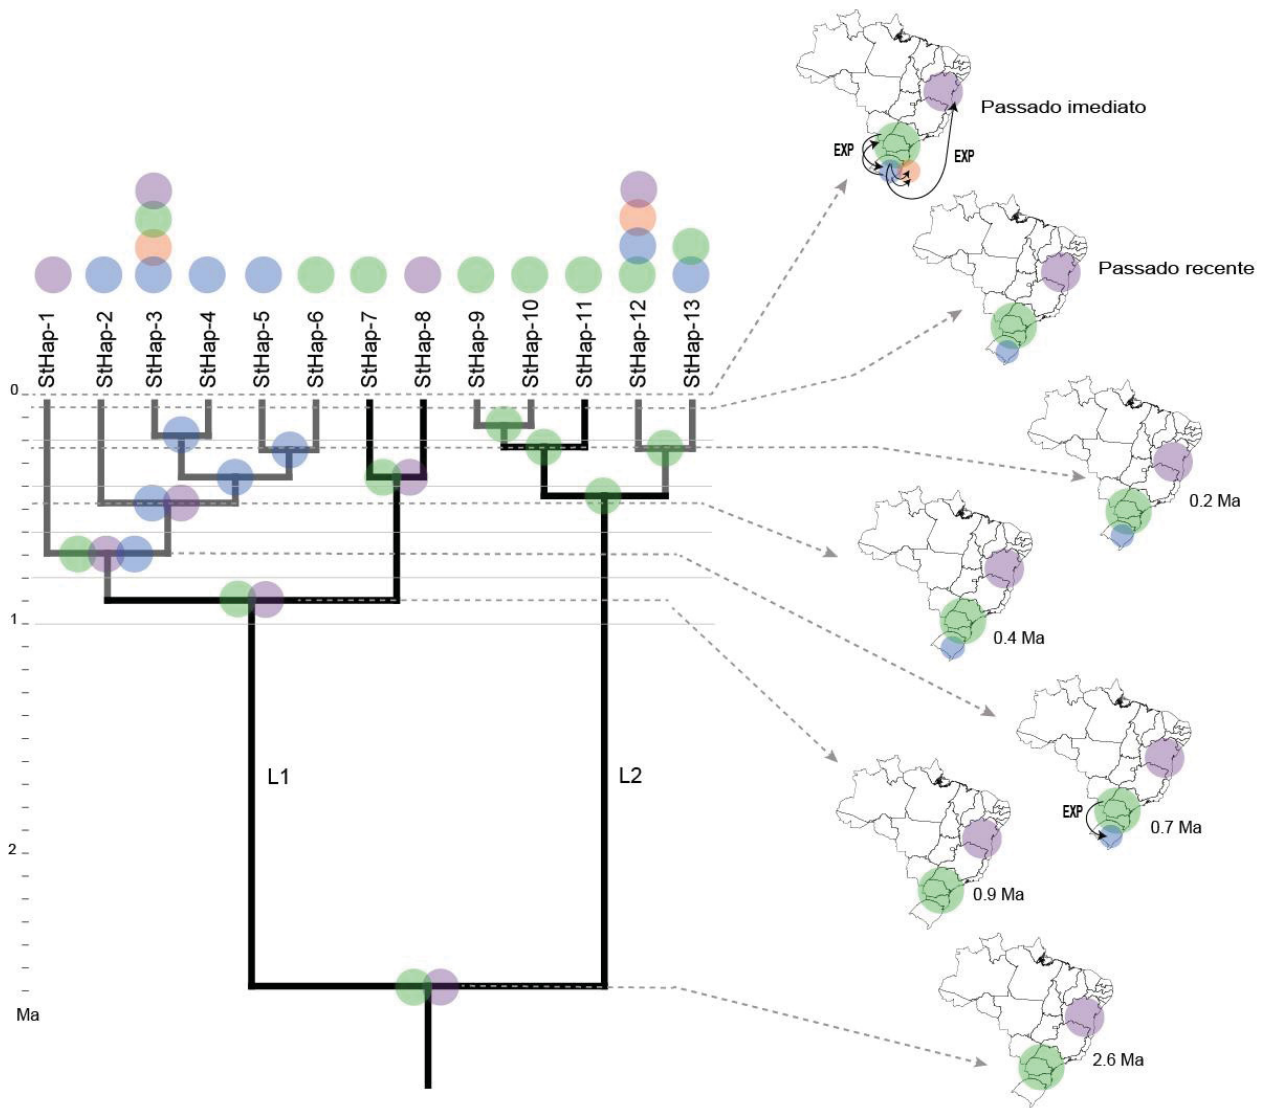 Passado imediato
EXP
EXP
Passado recente
StHap-1
StHap-2
StHap-3
StHap-4
StHap-5
StHap-6
StHap-7
StHap-8
StHap-9
StHap-10
StHap-11
StHap-12
StHap-13
0
0.2 Ma
0.4 Ma
1
L1
L2
EXP
0.7 Ma
2
0.9 Ma
Ma
2.6 Ma